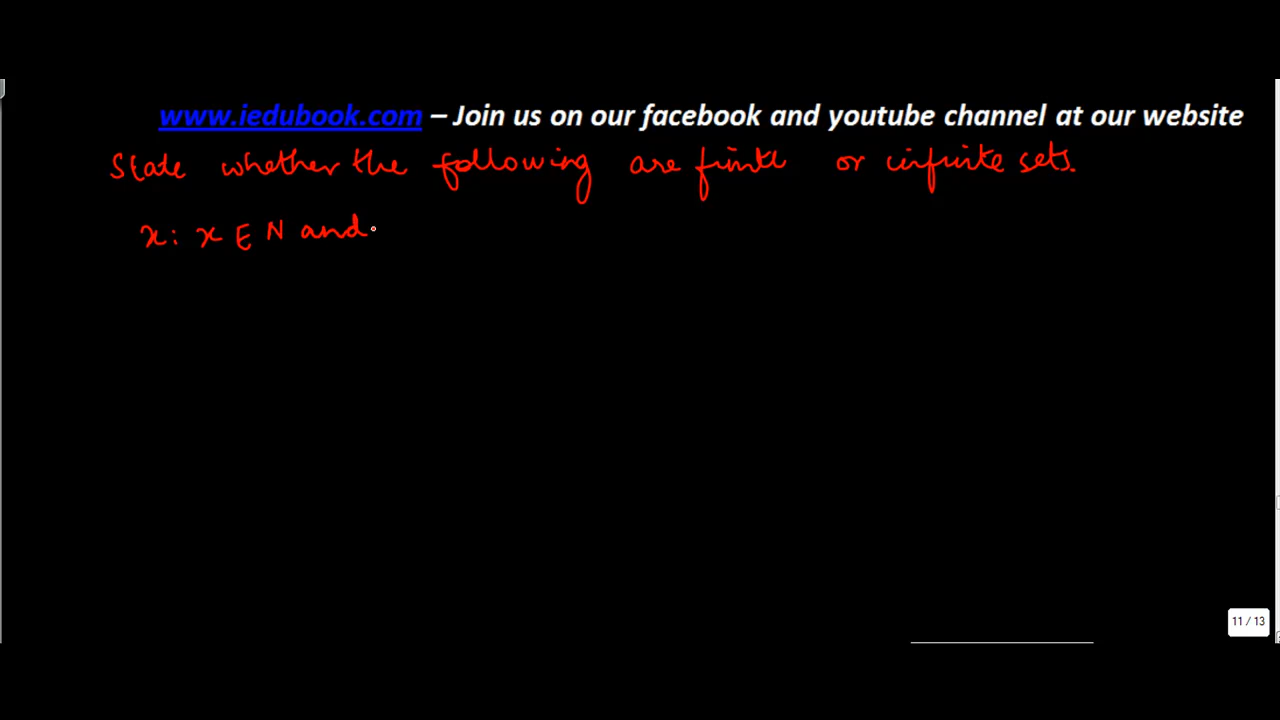 www.iedubook.com – Join us on our facebook and youtube channel at our website
State whether the following are finite or infinite sets.
x: x E N and
11 / 13